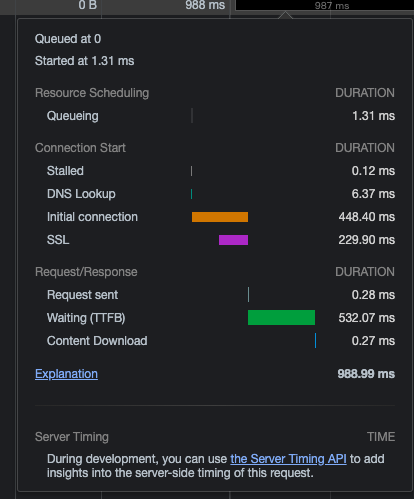 0 B 988 ms 987 ms
Queued at 0
Started at 1.31 ms
Resource Scheduling DURATION
Queueing 1.31 ms
Connection Start DURATION
Stalled 0.12 ms
DNS Lookup 6.37 ms
Initial connection 448.40 ms
SSL 229.90 ms
Request/Response DURATION
Request sent 0.28 ms
Waiting (TTFB) 532.07 ms
Content Download 0.27 ms
Explanation 988.99 ms
Server Timing TIME
During development, you can use the Server Timing API to add
insights into the server-side timing of this request.